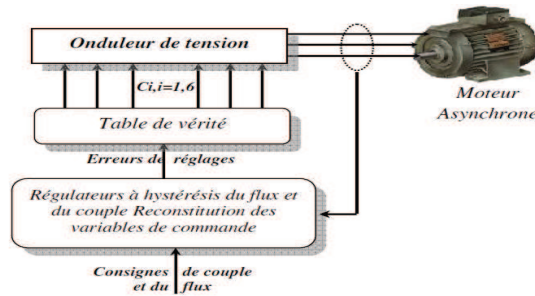 Onduleur de tension
Ci,i=1,6
Moteur
Asynchrone
Table de vérité
Erreurs de réglages
Régulateurs à hystérésis du flux et
du couple Reconstitution des
variables de commande
Consignes de couple
et du flux